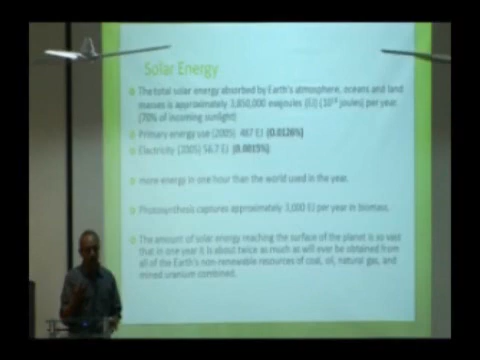 Solar Energy
The total solar energy absorbed by Earth's atmosphere, oceans and land
masses is approximately 3,850,000 exajoules (EJ) (10¹⁸ joules) per year.
(70% of incoming sunlight)
Primary energy use (2005) 487 EJ (0.0126%)
Electricity (2005) 56.7 EJ (0.0015%)
more energy in one hour than the world used in the year.
Photosynthesis captures approximately 3,000 EJ per year in biomass.
The amount of solar energy reaching the surface of the planet is so vast
that in one year it is about twice as much as will ever be obtained from
all of the Earth's non-renewable resources of coal, oil, natural gas, and
mined uranium combined.